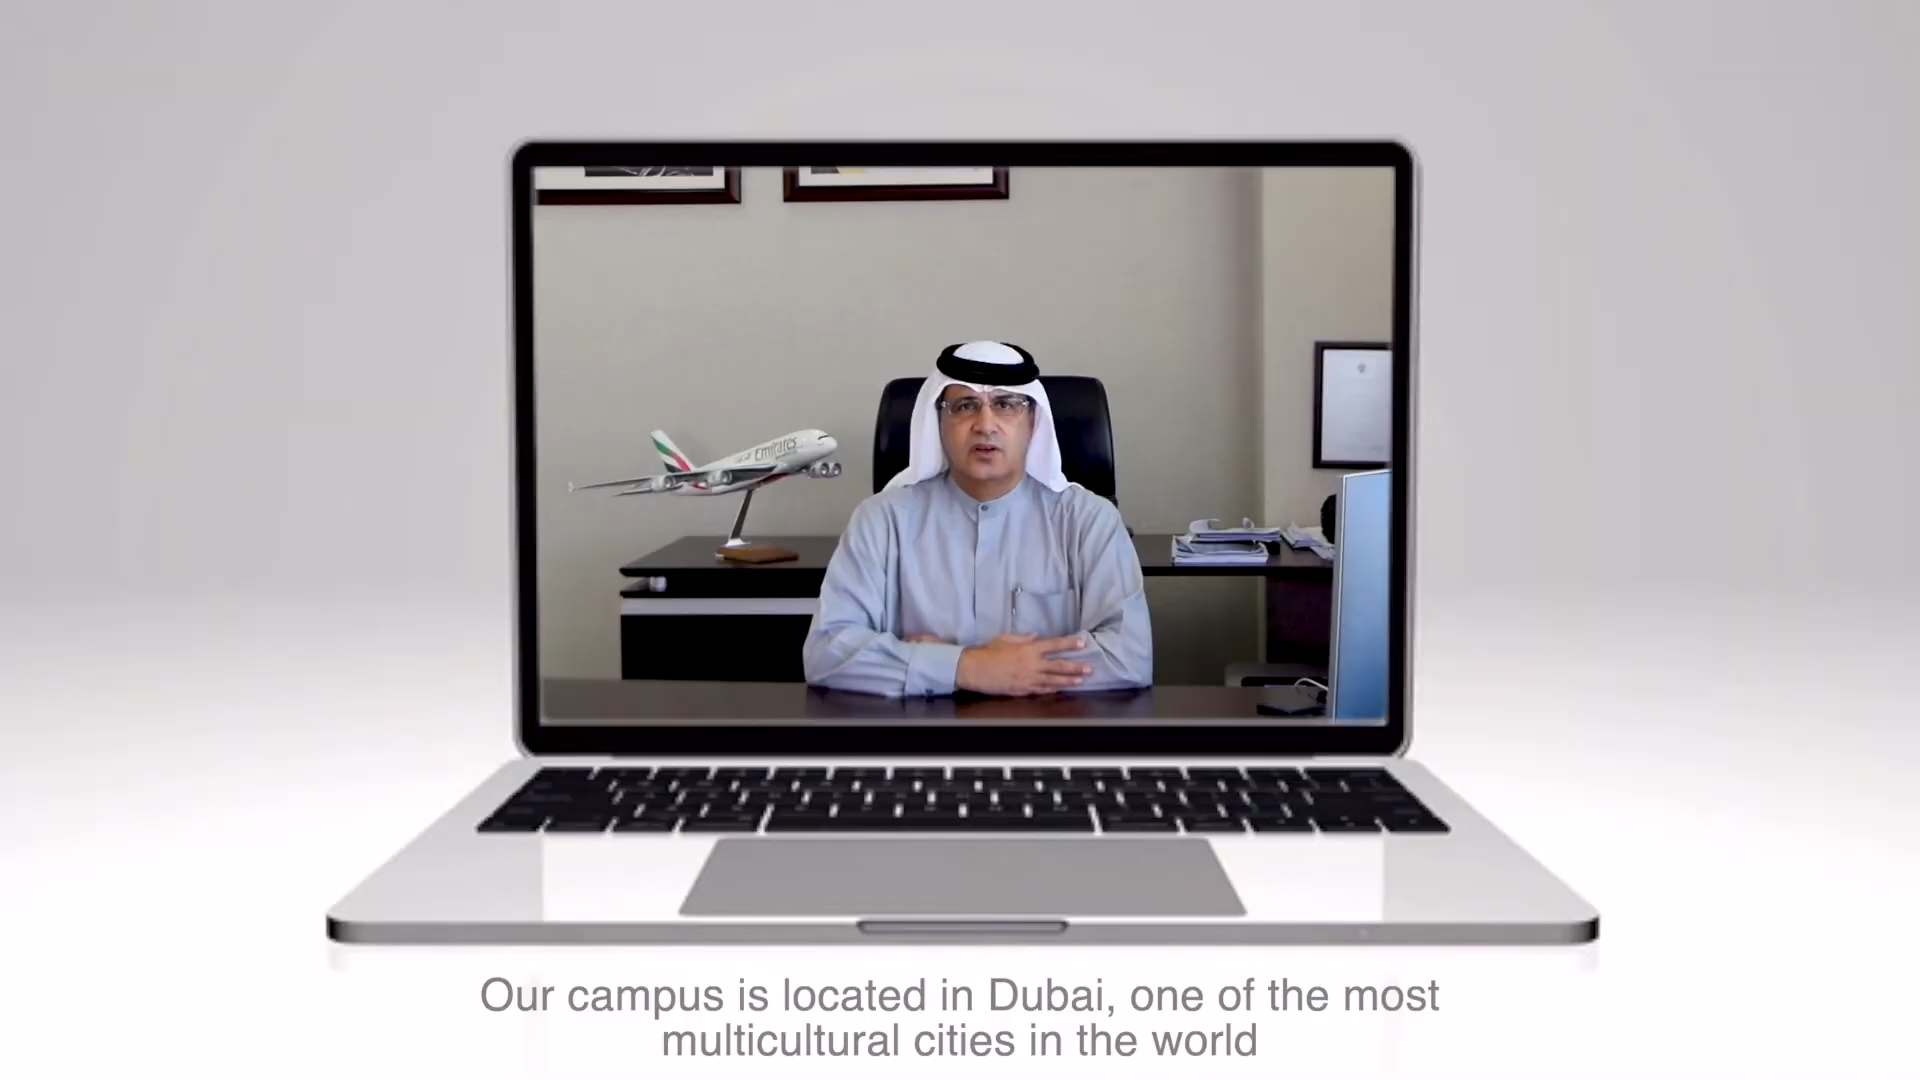 Emirates
Our campus is located in Dubai, one of the most
multicultural cities in the world